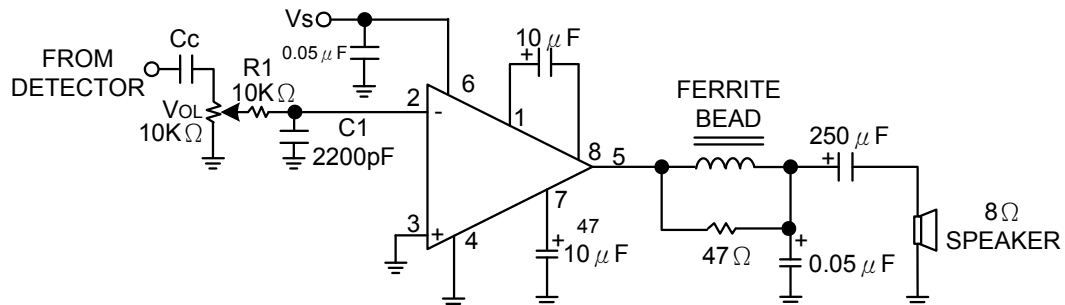 Vs
0.05 μF
10 μF
+
Cc
FROM
DETECTOR
R1
10KΩ
VOL
10KΩ
6
2
-
1
C1
2200pF
FERRITE
BEAD
250 μF
+
8
5
7
3
+
4
47
+
10 μF
47Ω
+
0.05 μF
8Ω
SPEAKER